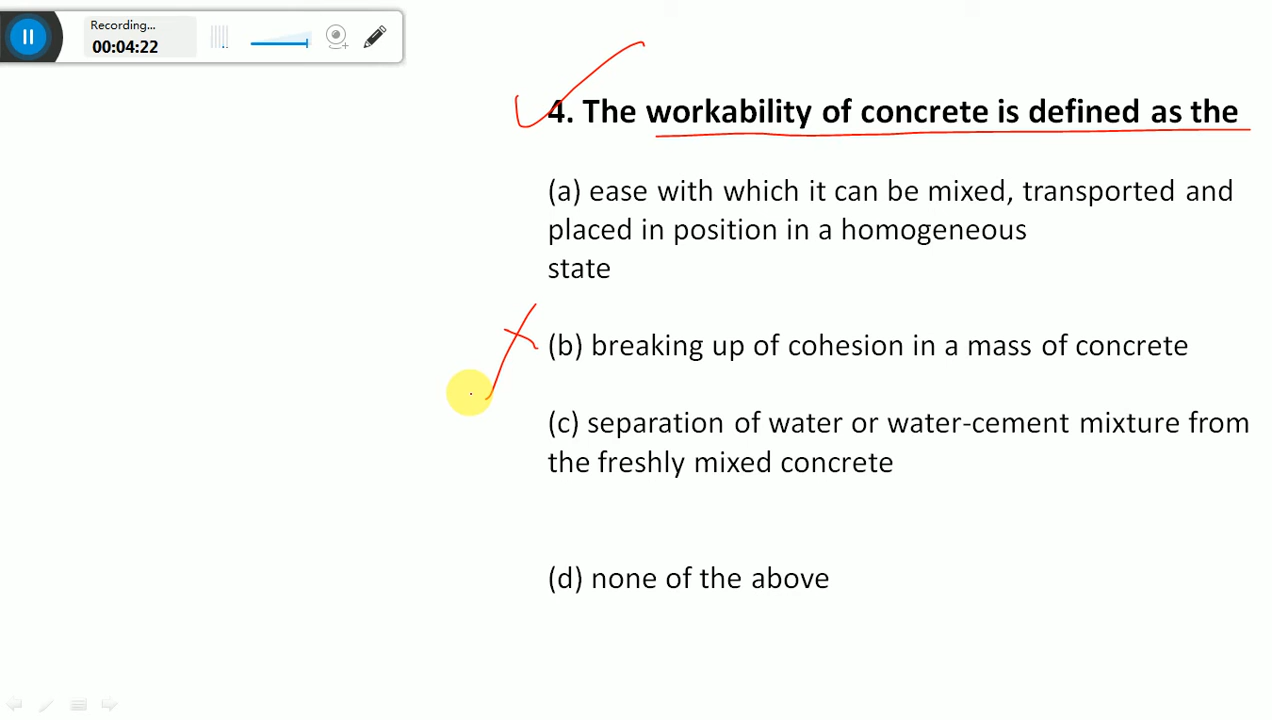 Recording...
00:04:22
4. The workability of concrete is defined as the
(a) ease with which it can be mixed, transported and
placed in position in a homogeneous
state
(b) breaking up of cohesion in a mass of concrete
(c) separation of water or water-cement mixture from
the freshly mixed concrete
(d) none of the above